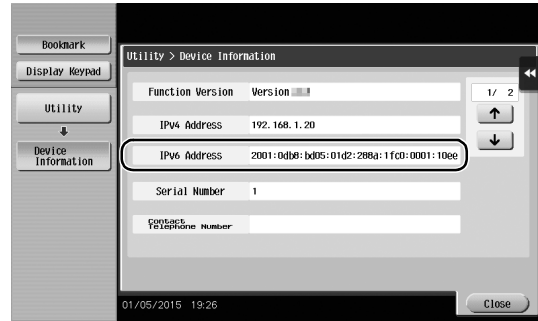 Bookmark
Display Keypad
Utility
Device
Information
Utility > Device Information
Function Version Version
IPv4 Address 192.168.1.20
IPv6 Address 2001:0db8:bd05:01d2:288a:1fc0:0001:10ee
Serial Number 1
Contact
Telephone Number
1/ 2
01/05/2015 19:26
Close